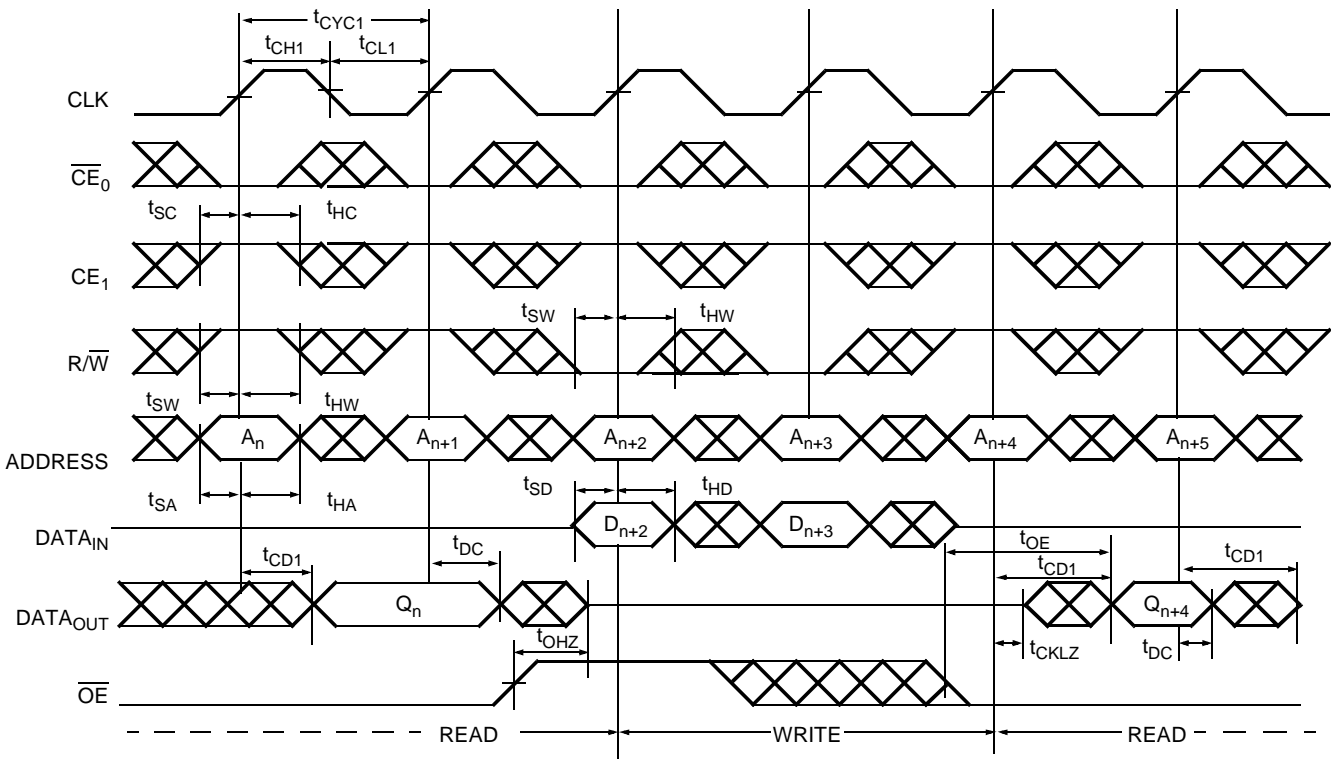 tCYC1
tCH1 tCL1
CLK
CE0
tSC tHC
CE1
tSW tHW
R/W
tSW tHW
An An+1 An+2 An+3 An+4 An+5
ADDRESS
tSA tHA tSD tHD
Dn+2 Dn+3
DATAIN
tOE
tCD1 tDC tCD1 tCD1
Qn Qn+4
DATAOUT
tOHZ tCKLZ tDC
OE
READ WRITE READ